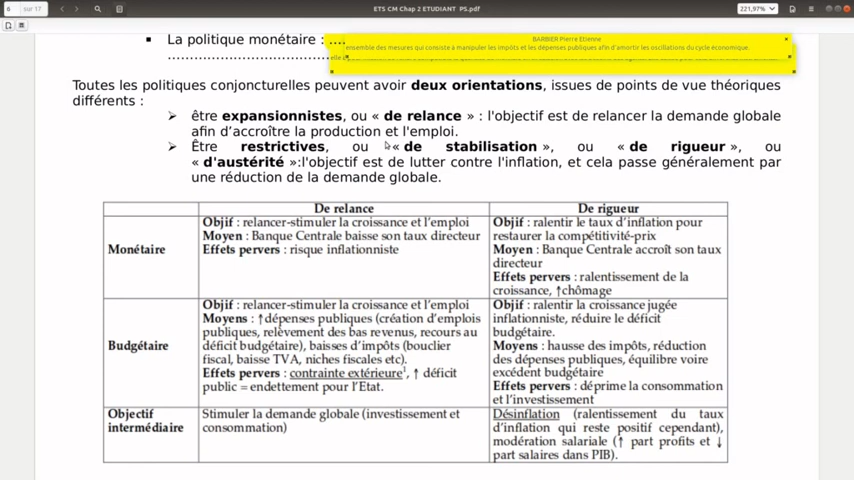 6 sur 17
ETS CM Chap 2 ETUDIANT PS.pdf
221,97%
La politique monétaire : ....
BARBIER Pierre Etienne
ensemble des mesures qui consiste à manipuler les impôts et les dépenses publiques afin d'amortir les oscillations du cycle économique.
Toutes les politiques conjoncturelles peuvent avoir deux orientations, issues de points de vue théoriques
différents :
être expansionnistes, ou « de relance » : l'objectif est de relancer la demande globale
afin d'accroître la production et l'emploi.
Être restrictives, ou « de stabilisation », ou « de rigueur », ou
« d'austérité »:l'objectif est de lutter contre l'inflation, et cela passe généralement par
une réduction de la demande globale.
De relance
De rigueur
Monétaire
Objif : relancer-stimuler la croissance et l'emploi
Moyen : Banque Centrale baisse son taux directeur
Effets pervers : risque inflationniste
Objif : ralentir le taux d'inflation pour
restaurer la compétitivité-prix
Moyen : Banque Centrale accroît son taux
directeur
Effets pervers : ralentissement de la
croissance, ↑chômage
Budgétaire
Objif : relancer-stimuler la croissance et l'emploi
Moyens : ↑dépenses publiques (création d'emplois
publiques, relèvement des bas revenus, recours au
déficit budgétaire), baisses d'impôts (bouclier
fiscal, baisse TVA, niches fiscales etc).
Effets pervers : contrainte extérieure¹, ↑ déficit
public = endettement pour l'Etat.
Objif : ralentir la croissance jugée
inflationniste, réduire le déficit
budgétaire.
Moyens : hausse des impôts, réduction
des dépenses publiques, équilibre voire
excédent budgétaire
Effets pervers : déprime la consommation
et l'investissement
Objectif
intermédiaire
Stimuler la demande globale (investissement et
consommation)
Désinflation (ralentissement du taux
d'inflation qui reste positif cependant),
modération salariale (↑ part profits et ↓
part salaires dans PIB).